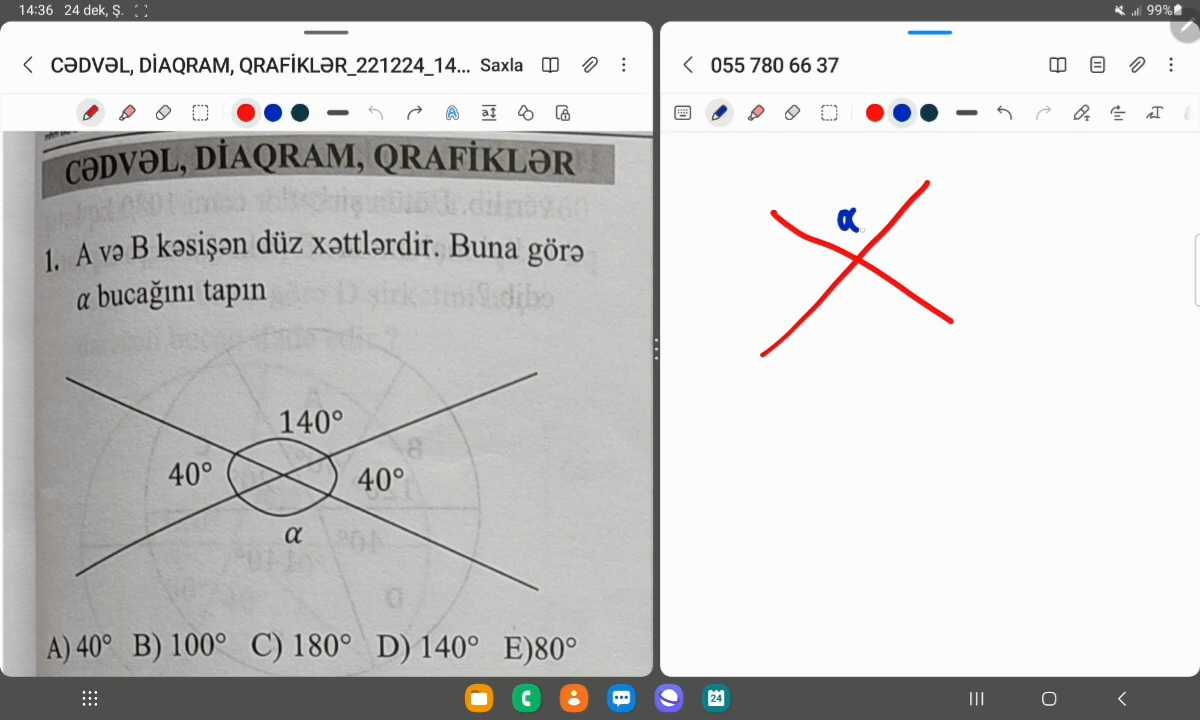 14:36 24 dek, Ş. 99%
CƏDVƏL, DİAQRAM, QRAFİKLƏR_221224_14... Saxla
055 780 66 37
CƏDVƏL, DİAQRAM, QRAFİKLƏR
1. A və B kəsişən düz xəttlərdir. Buna görə
α bucağını tapın
140°
40° 40°
α
A) 40° B) 100° C) 180° D) 140° E)80°
α
24